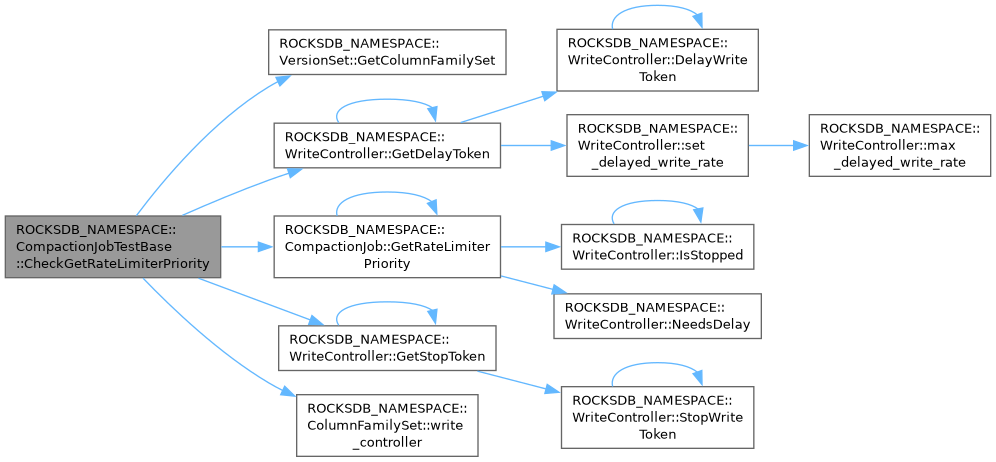 ROCKSDB_NAMESPACE::
CompactionJobTestBase
::CheckGetRateLimiterPriority
ROCKSDB_NAMESPACE::
VersionSet::GetColumnFamilySet
ROCKSDB_NAMESPACE::
WriteController::GetDelayToken
ROCKSDB_NAMESPACE::
WriteController::DelayWrite
Token
ROCKSDB_NAMESPACE::
WriteController::set
_delayed_write_rate
ROCKSDB_NAMESPACE::
WriteController::max
_delayed_write_rate
ROCKSDB_NAMESPACE::
CompactionJob::GetRateLimiter
Priority
ROCKSDB_NAMESPACE::
WriteController::IsStopped
ROCKSDB_NAMESPACE::
WriteController::NeedsDelay
ROCKSDB_NAMESPACE::
WriteController::GetStopToken
ROCKSDB_NAMESPACE::
WriteController::StopWrite
Token
ROCKSDB_NAMESPACE::
ColumnFamilySet::write
_controller